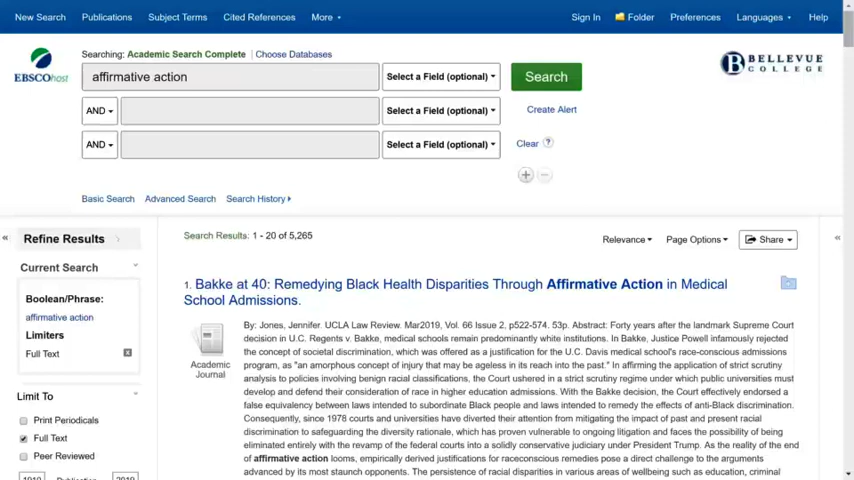 New Search Publications Subject Terms Cited References More Sign In Folder Preferences Languages Help
Searching: Academic Search Complete | Choose Databases
EBSCOhost
affirmative action Select a Field (optional) Search
BELLEVUE
COLLEGE
AND Select a Field (optional) Create Alert
AND Select a Field (optional) Clear ?
Basic Search Advanced Search Search History
Refine Results
Search Results: 1 - 20 of 5,265
Relevance Page Options Share
Current Search
Boolean/Phrase:
affirmative action
Limiters
Full Text
Limit To
Print Periodicals
Full Text
Peer Reviewed
1910 Publication 2019
1. Bakke at 40: Remedying Black Health Disparities Through Affirmative Action in Medical
School Admissions.
Academic
Journal
By: Jones, Jennifer. UCLA Law Review. Mar2019, Vol. 66 Issue 2, p522-574. 53p. Abstract: Forty years after the landmark Supreme Court
decision in U.C. Regents v. Bakke, medical schools remain predominantly white institutions. In Bakke, Justice Powell infamously rejected
the concept of societal discrimination, which was offered as a justification for the U.C. Davis medical school's race-conscious admissions
program, as "an amorphous concept of injury that may be ageless in its reach into the past." In affirming the application of strict scrutiny
analysis to policies involving benign racial classifications, the Court ushered in a strict scrutiny regime under which public universities must
develop and defend their consideration of race in higher education admissions. With the Bakke decision, the Court effectively endorsed a
false equivalency between laws intended to subordinate Black people and laws intended to remedy the effects of anti-Black discrimination.
Consequently, since 1978 courts and universities have diverted their attention from mitigating the impact of past and present racial
discrimination to safeguarding the diversity rationale, which has proven vulnerable to ongoing litigation and faces the possibility of being
eliminated entirely with the revamp of the federal courts into a solidly conservative judiciary under President Trump. As the reality of the end
of affirmative action looms, empirically derived justifications for raceconscious remedies pose a direct challenge to the arguments
advanced by its most staunch opponents. The persistence of racial disparities in various areas of wellbeing such as education, criminal